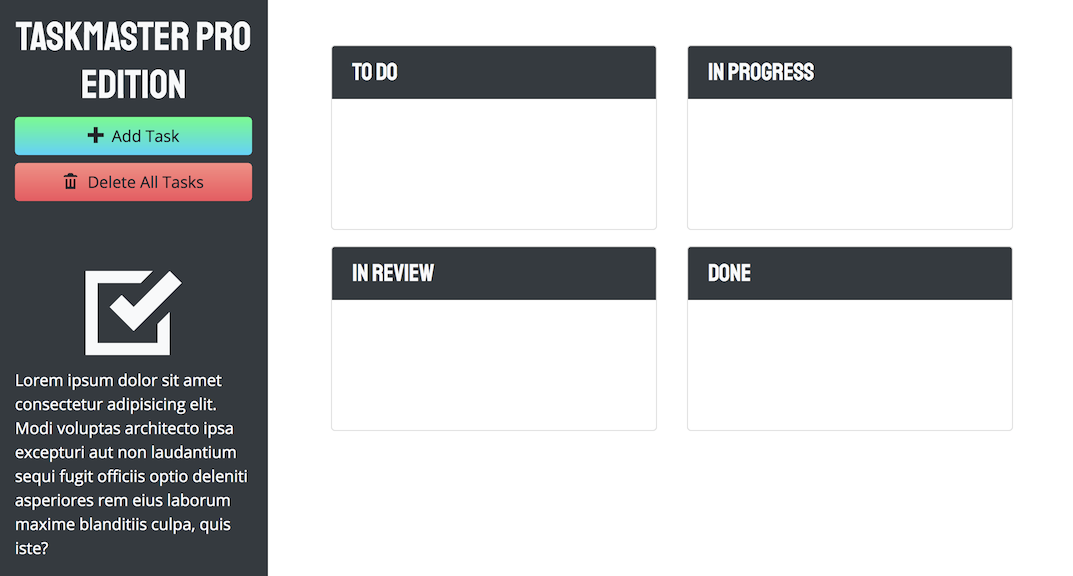 TASKMASTER PRO
EDITION
Add Task
Delete All Tasks
Lorem ipsum dolor sit amet
consectetur adipisicing elit.
Modi voluptas architecto ipsa
excepturi aut non laudantium
sequi fugit officiis optio deleniti
asperiores rem eius laborum
maxime blanditiis culpa, quis
iste?
TO DO
IN PROGRESS
IN REVIEW
DONE